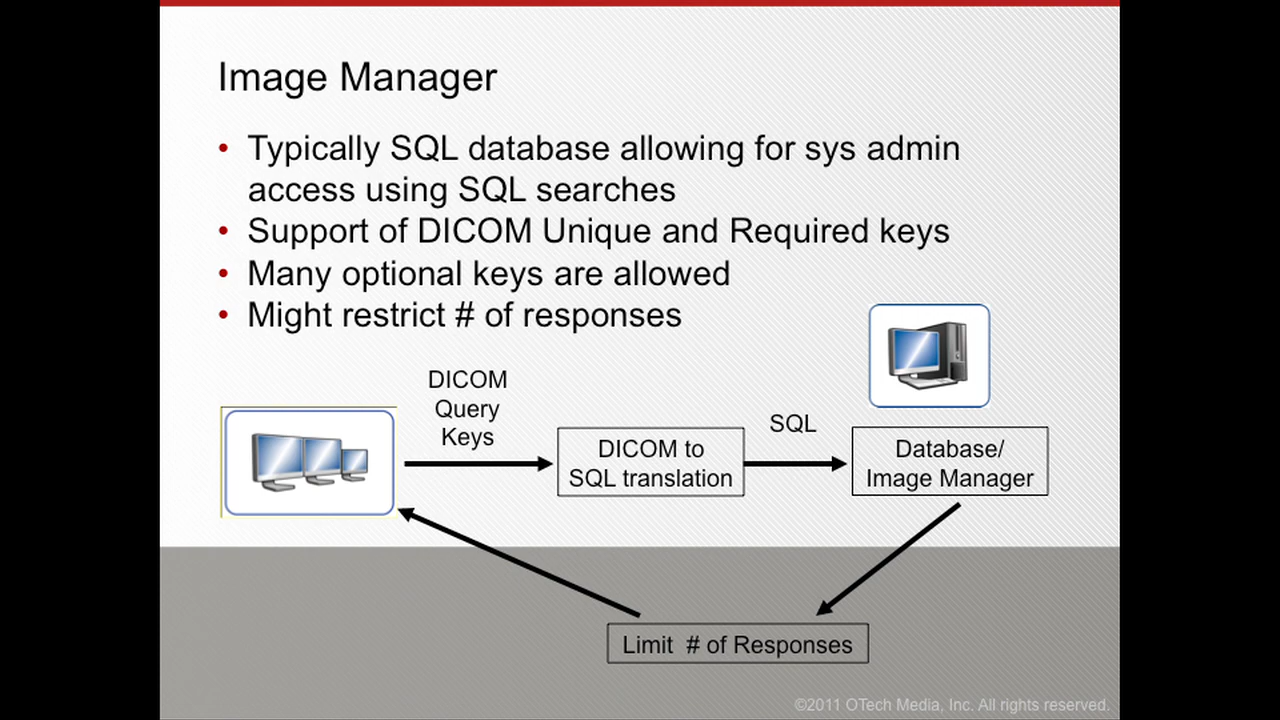 Image Manager
• Typically SQL database allowing for sys admin
access using SQL searches
• Support of DICOM Unique and Required keys
• Many optional keys are allowed
• Might restrict # of responses
DICOM
Query
Keys
DICOM to
SQL translation
SQL
Database/
Image Manager
Limit # of Responses
©2011 OTech Media, Inc. All rights reserved.